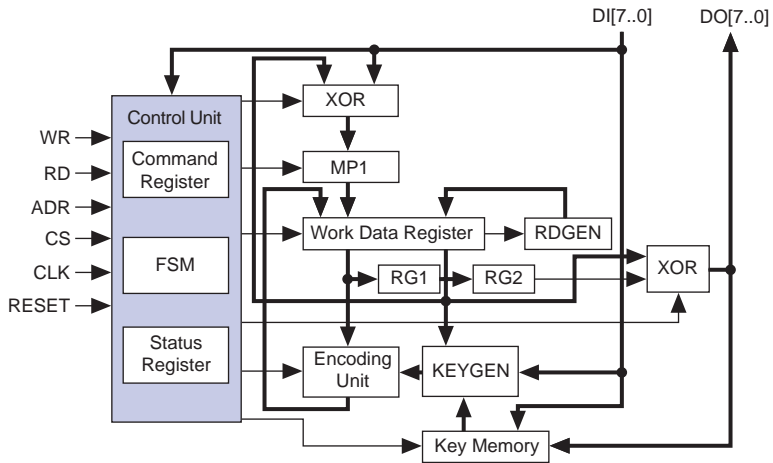 DI[7..0] DO[7..0]
XOR
Control Unit
WR
Command
Register
MP1
RD
ADR
Work Data Register
RDGEN
CS
FSM
XOR
CLK
RG1
RG2
RESET
Status
Register
Encoding
Unit
KEYGEN
Key Memory